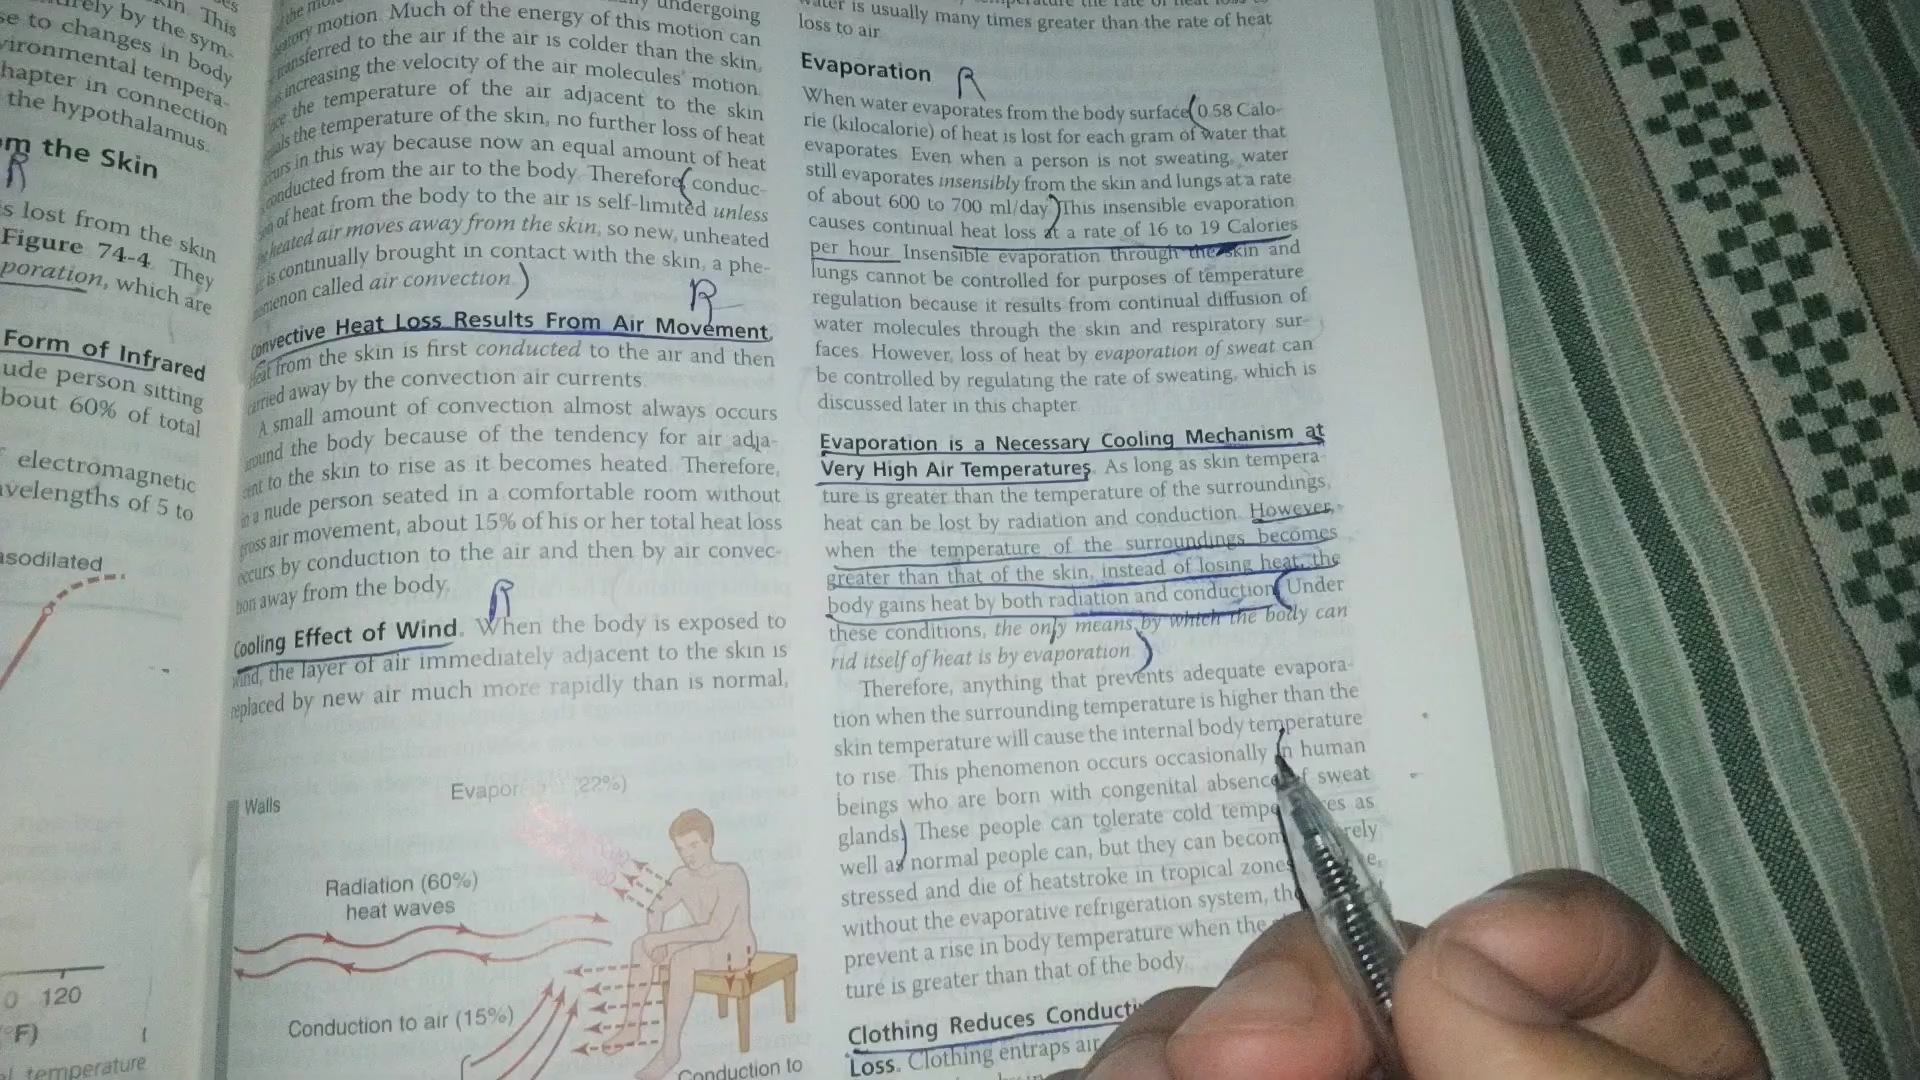 kin. This
rely by the sym-
se to changes in body
vironmental tempera-
hapter in connection
the hypothalamus.
m the Skin
R
s lost from the skin
Figure 74-4. They
poration, which are
Form of Infrared
ude person sitting
bout 60% of total
electromagnetic
avelengths of 5 to
asodilated
0 120
°F)
temperature
undergoing
motion. Much of the energy of this motion can
transferred to the air if the air is colder than the skin,
increasing the velocity of the air molecules' motion.
the temperature of the air adjacent to the skin
the temperature of the skin, no further loss of heat
in this way because now an equal amount of heat
conducted from the air to the body. Therefore, conduc-
of heat from the body to the air is self-limited unless
heated air moves away from the skin, so new, unheated
is continually brought in contact with the skin, a phe-
nomenon called air convection.
R
Convective Heat Loss Results From Air Movement.
Heat from the skin is first conducted to the air and then
carried away by the convection air currents.
A small amount of convection almost always occurs
around the body because of the tendency for air adja-
cent to the skin to rise as it becomes heated. Therefore,
in a nude person seated in a comfortable room without
gross air movement, about 15% of his or her total heat loss
occurs by conduction to the air and then by air convec-
tion away from the body.
R
Cooling Effect of Wind. When the body is exposed to
wind, the layer of air immediately adjacent to the skin is
replaced by new air much more rapidly than is normal,
Walls
Evapor 22%)
Radiation (60%)
heat waves
Conduction to air (15%)
Conduction to
water is usually many times greater than the rate of heat
loss to air.
Evaporation R
When water evaporates from the body surface, 0.58 Calo-
rie (kilocalorie) of heat is lost for each gram of water that
evaporates. Even when a person is not sweating, water
still evaporates insensibly from the skin and lungs at a rate
of about 600 to 700 ml/day. This insensible evaporation
causes continual heat loss at a rate of 16 to 19 Calories
per hour. Insensible evaporation through the skin and
lungs cannot be controlled for purposes of temperature
regulation because it results from continual diffusion of
water molecules through the skin and respiratory sur-
faces. However, loss of heat by evaporation of sweat can
be controlled by regulating the rate of sweating, which is
discussed later in this chapter.
Evaporation is a Necessary Cooling Mechanism at
Very High Air Temperatures. As long as skin tempera-
ture is greater than the temperature of the surroundings,
heat can be lost by radiation and conduction. However,
when the temperature of the surroundings becomes
greater than that of the skin, instead of losing heat, the
body gains heat by both radiation and conduction. Under
these conditions, the only means by which the body can
rid itself of heat is by evaporation.
Therefore, anything that prevents adequate evapora-
tion when the surrounding temperature is higher than the
skin temperature will cause the internal body temperature
to rise. This phenomenon occurs occasionally in human
beings who are born with congenital absence of sweat
glands. These people can tolerate cold tempe es as
well as normal people can, but they can becom rely
stressed and die of heatstroke in tropical zones e,
without the evaporative refrigeration system, the
prevent a rise in body temperature when the
ture is greater than that of the body.
Clothing Reduces Conducti
Loss. Clothing entraps air